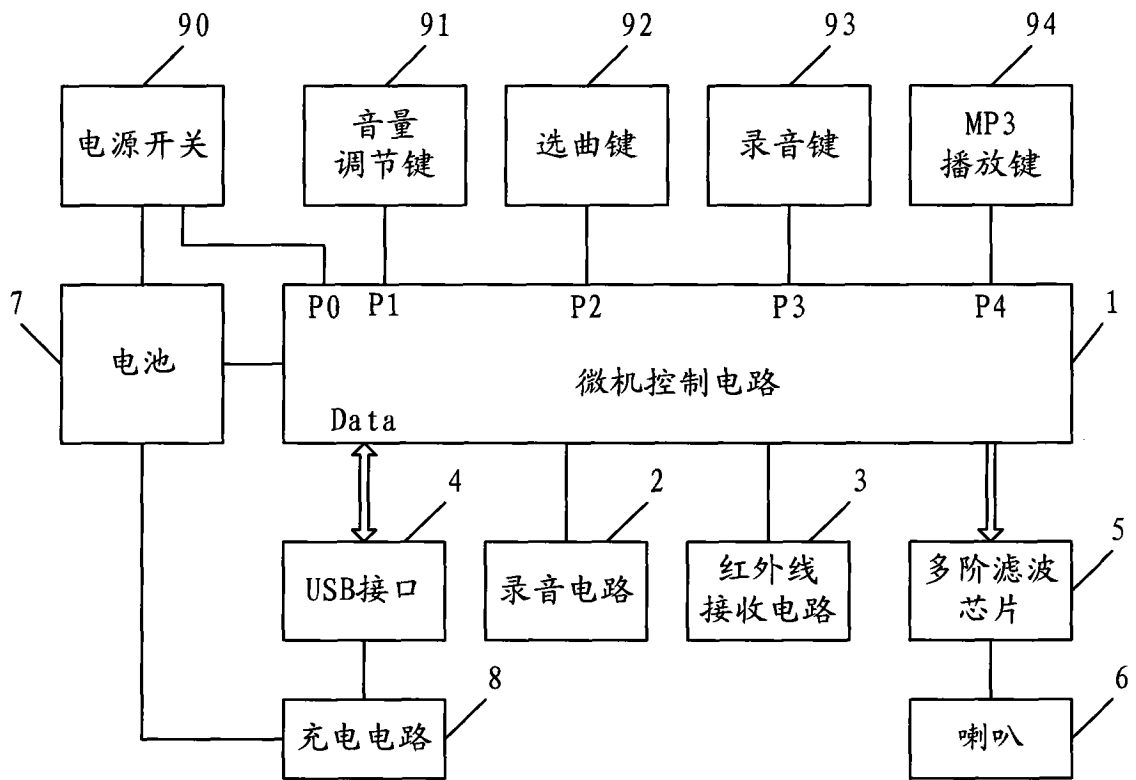 90
91
92
93
94
电源开关
音量
调节键
选曲键
录音键
MP3
播放键
7
P0
P1
P2
P3
P4
1
电池
微机控制电路
Data
4
2
3
5
USB接口
录音电路
红外线
接收电路
多阶滤波
芯片
8
6
充电电路
喇叭